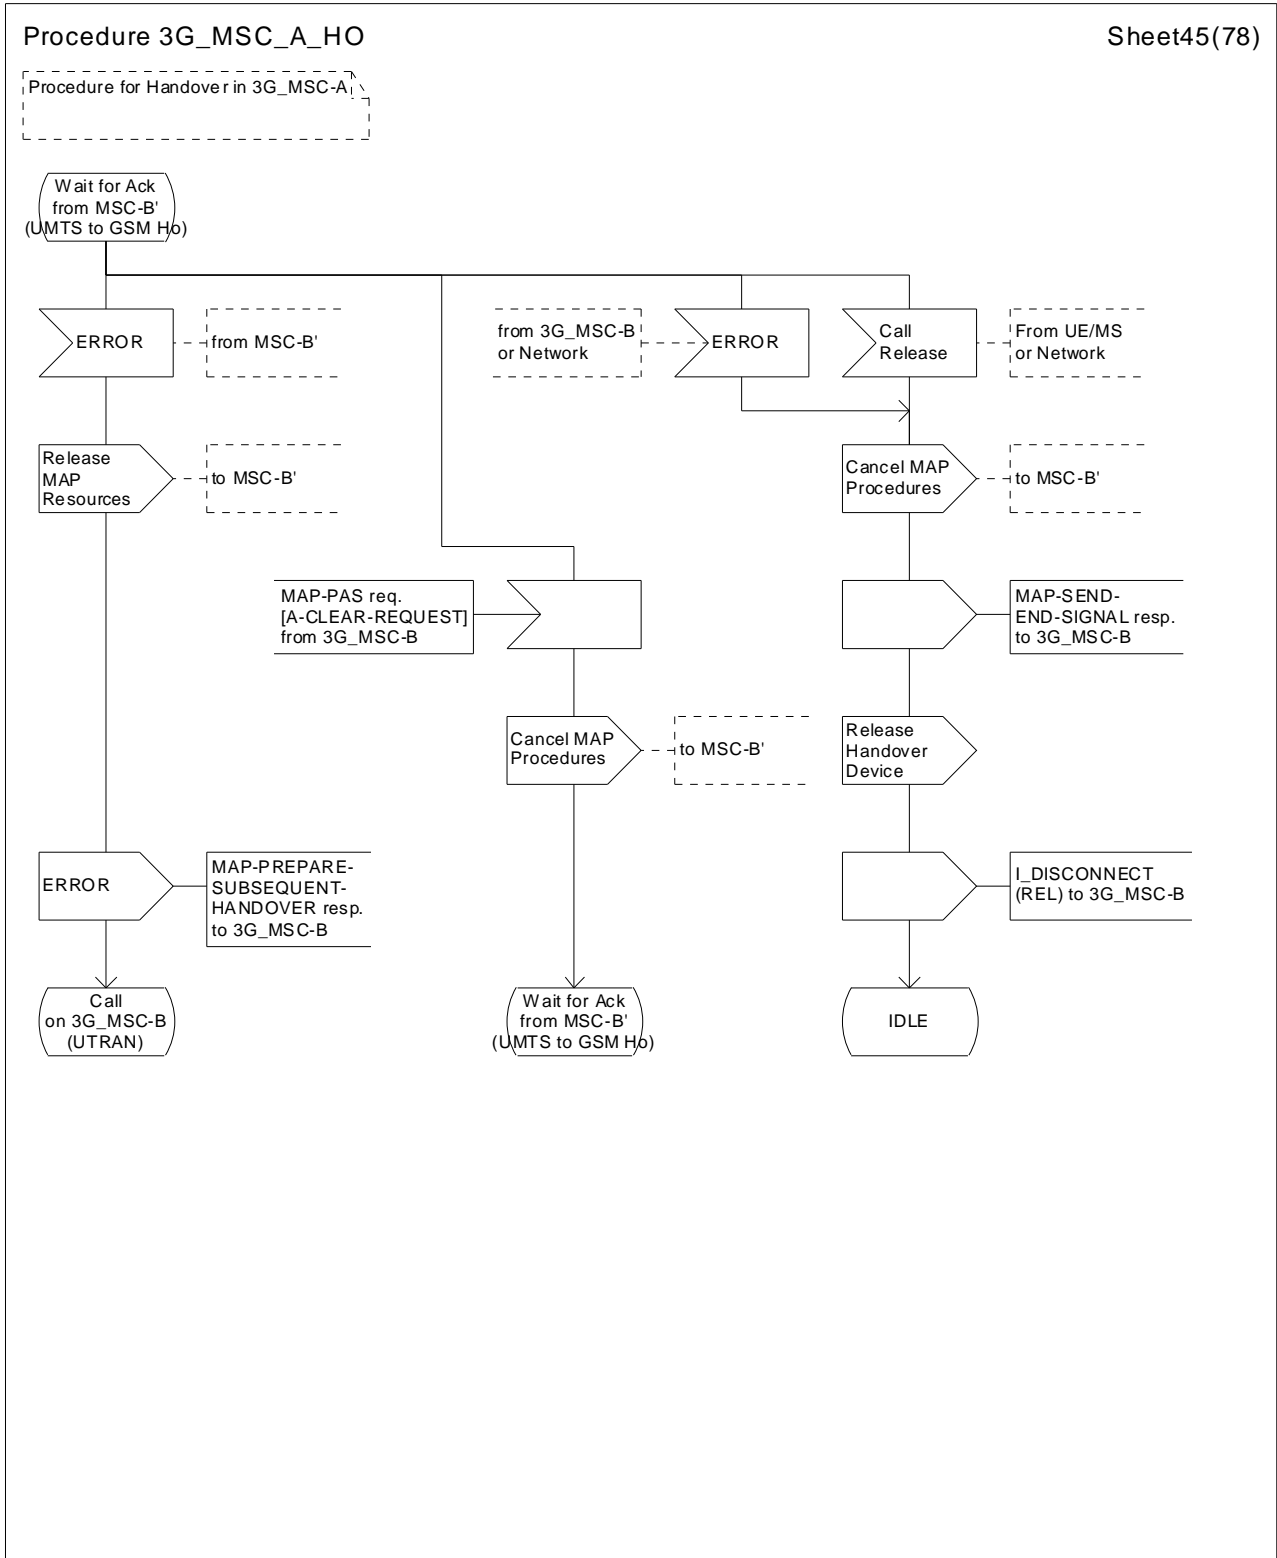 Procedure 3G_MSC_A_HO
Sheet45(78)
Procedure for Handover in 3G_MSC-A
Wait for Ack
from MSC-B'
(UMTS to GSM Ho)
ERROR
from MSC-B'
from 3G_MSC-B
or Network
ERROR
Call
Release
From UE/MS
or Network
Release
MAP
Resources
to MSC-B'
Cancel MAP
Procedures
to MSC-B'
MAP-PAS req.
[A-CLEAR-REQUEST]
from 3G_MSC-B
MAP-SEND-
END-SIGNAL resp.
to 3G_MSC-B
Cancel MAP
Procedures
to MSC-B'
Release
Handover
Device
ERROR
MAP-PREPARE-
SUBSEQUENT-
HANDOVER resp.
to 3G_MSC-B
I_DISCONNECT
(REL) to 3G_MSC-B
Call
on 3G_MSC-B
(UTRAN)
Wait for Ack
from MSC-B'
(UMTS to GSM Ho)
IDLE